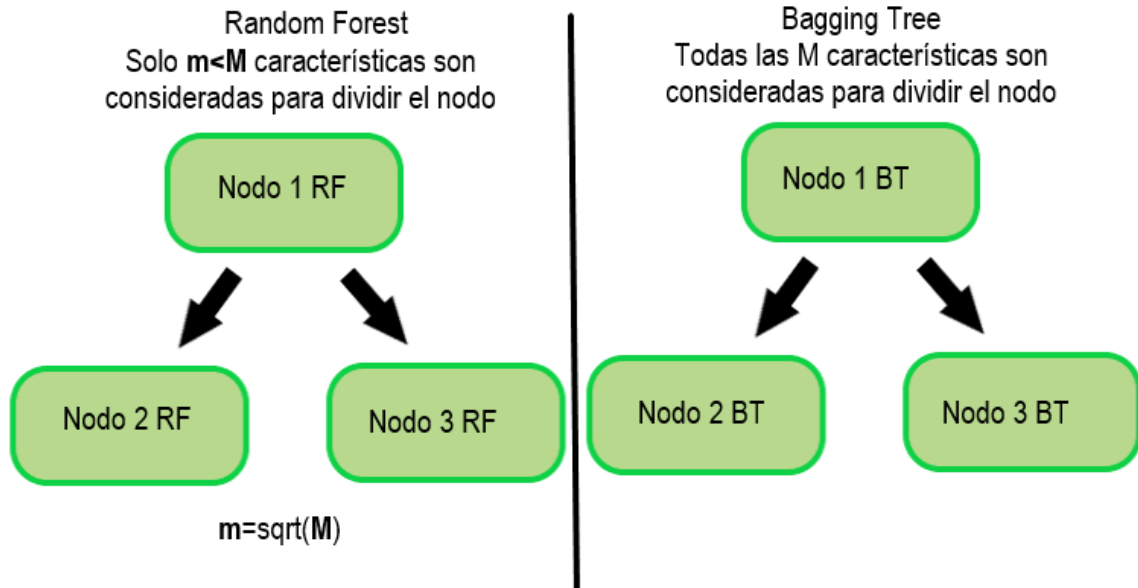 Random Forest
Solo m<M características son
consideradas para dividir el nodo
Nodo 1 RF
Nodo 2 RF
Nodo 3 RF
m=sqrt(M)
Bagging Tree
Todas las M características son
consideradas para dividir el nodo
Nodo 1 BT
Nodo 2 BT
Nodo 3 BT